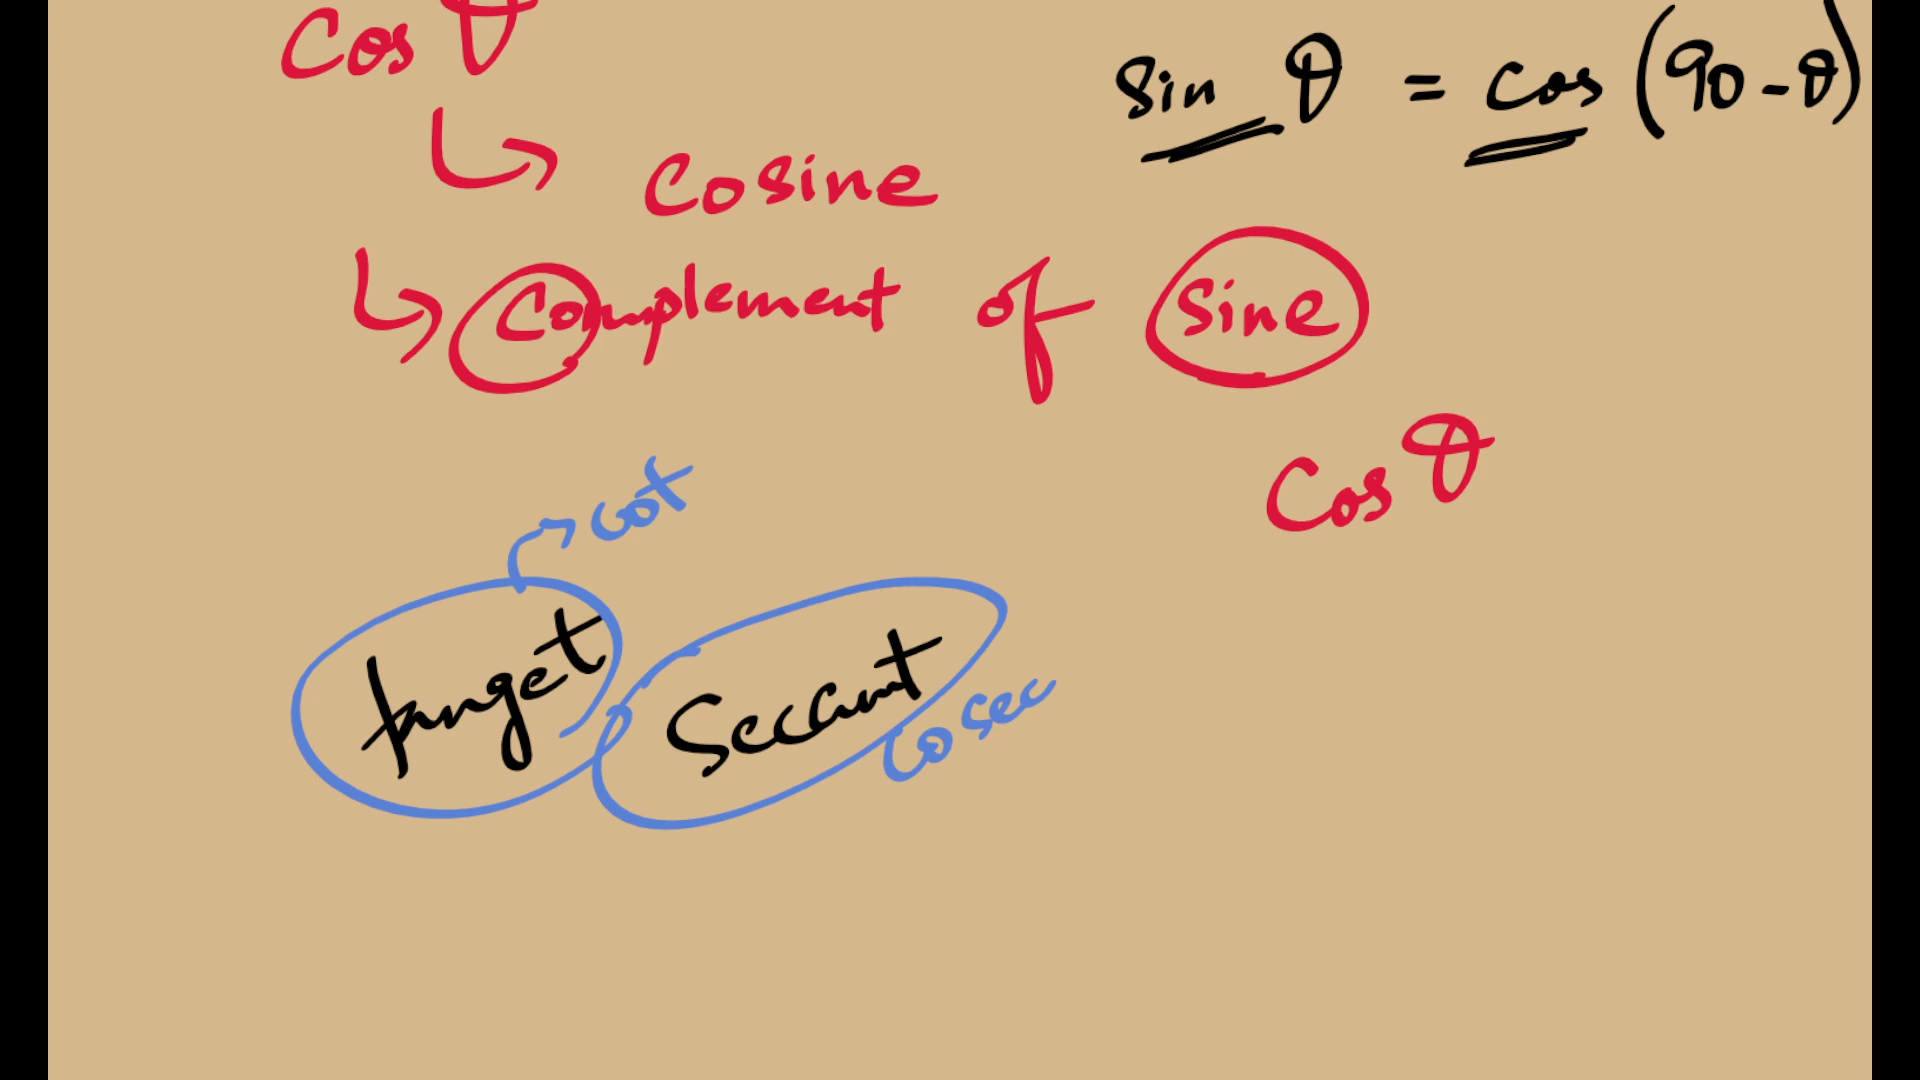 Cos θ
sin θ = cos (90 - θ)
Cosine
Complement of Sine
Cos θ
cot
tanget Secant
Cosec